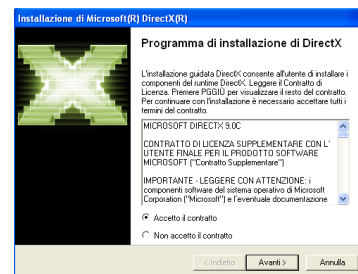 Installazione di Microsoft(R) DirectX(R)
Programma di installazione di DirectX
L'installazione guidata DirectX consente all'utente di installare i
componenti del runtime DirectX. Leggere il Contratto di
Licenza. Premere PGGIÙ per visualizzare il resto del contratto.
Per continuare con l'installazione è necessario accettare tutti i
termini del contratto.
MICROSOFT DIRECTX 9.0C
CONTRATTO DI LICENZA SUPPLEMENTARE CON L'
UTENTE FINALE PER IL PRODOTTO SOFTWARE
MICROSOFT ("Contratto Supplementare")
IMPORTANTE - LEGGERE CON ATTENZIONE: i
componenti software del sistema operativo di Microsoft
Corporation ("Microsoft") e l'eventuale documentazione
Accetto il contratto
Non accetto il contratto
< Indietro
Avanti >
Annulla